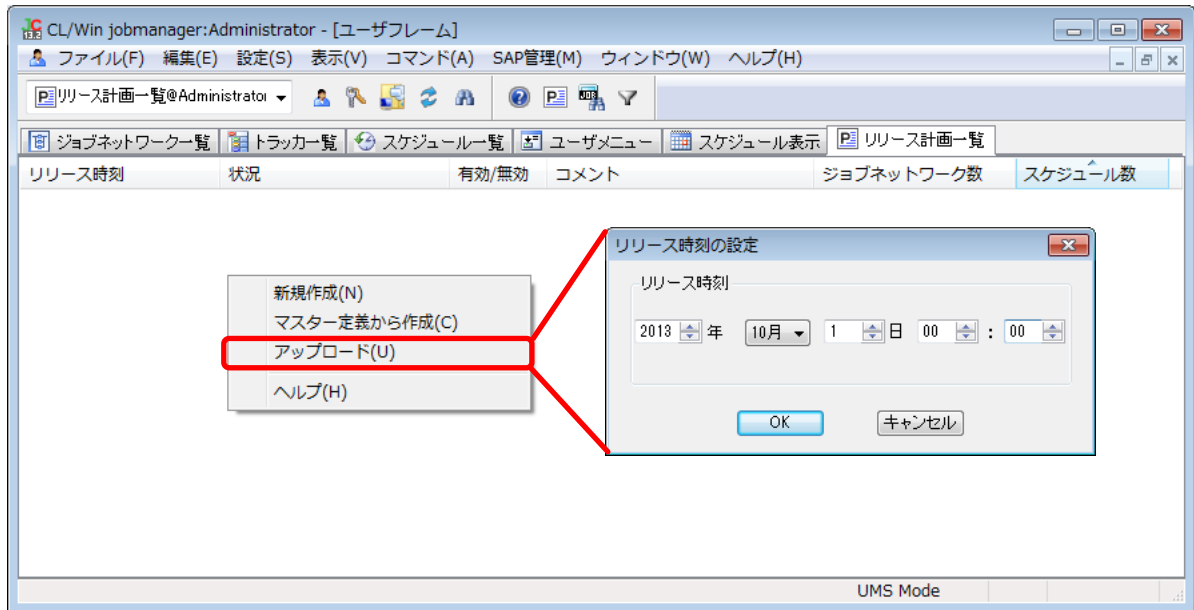 CL/Win jobmanager:Administrator - [ユーザフレーム]
ファイル(F) 編集(E) 設定(S) 表示(V) コマンド(A) SAP管理(M) ウィンドウ(W) ヘルプ(H)
リリース計画一覧@Administrator
ジョブネットワーク一覧 トラッカ一覧 スケジュール一覧 ユーザメニュー スケジュール表示 リリース計画一覧
リリース時刻 状況 有効/無効 コメント ジョブネットワーク数 スケジュール数
新規作成(N)
マスター定義から作成(C)
アップロード(U)
ヘルプ(H)
リリース時刻の設定
リリース時刻
2013 年 10月 1 日 00 : 00
OK キャンセル
UMS Mode